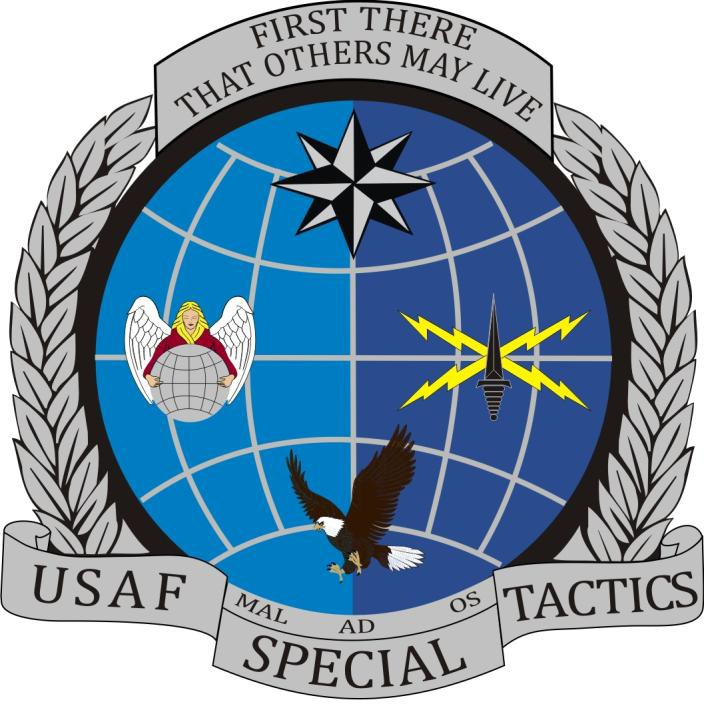 FIRST THERE
THAT OTHERS MAY LIVE
MAL AD OS
USAF SPECIAL TACTICS